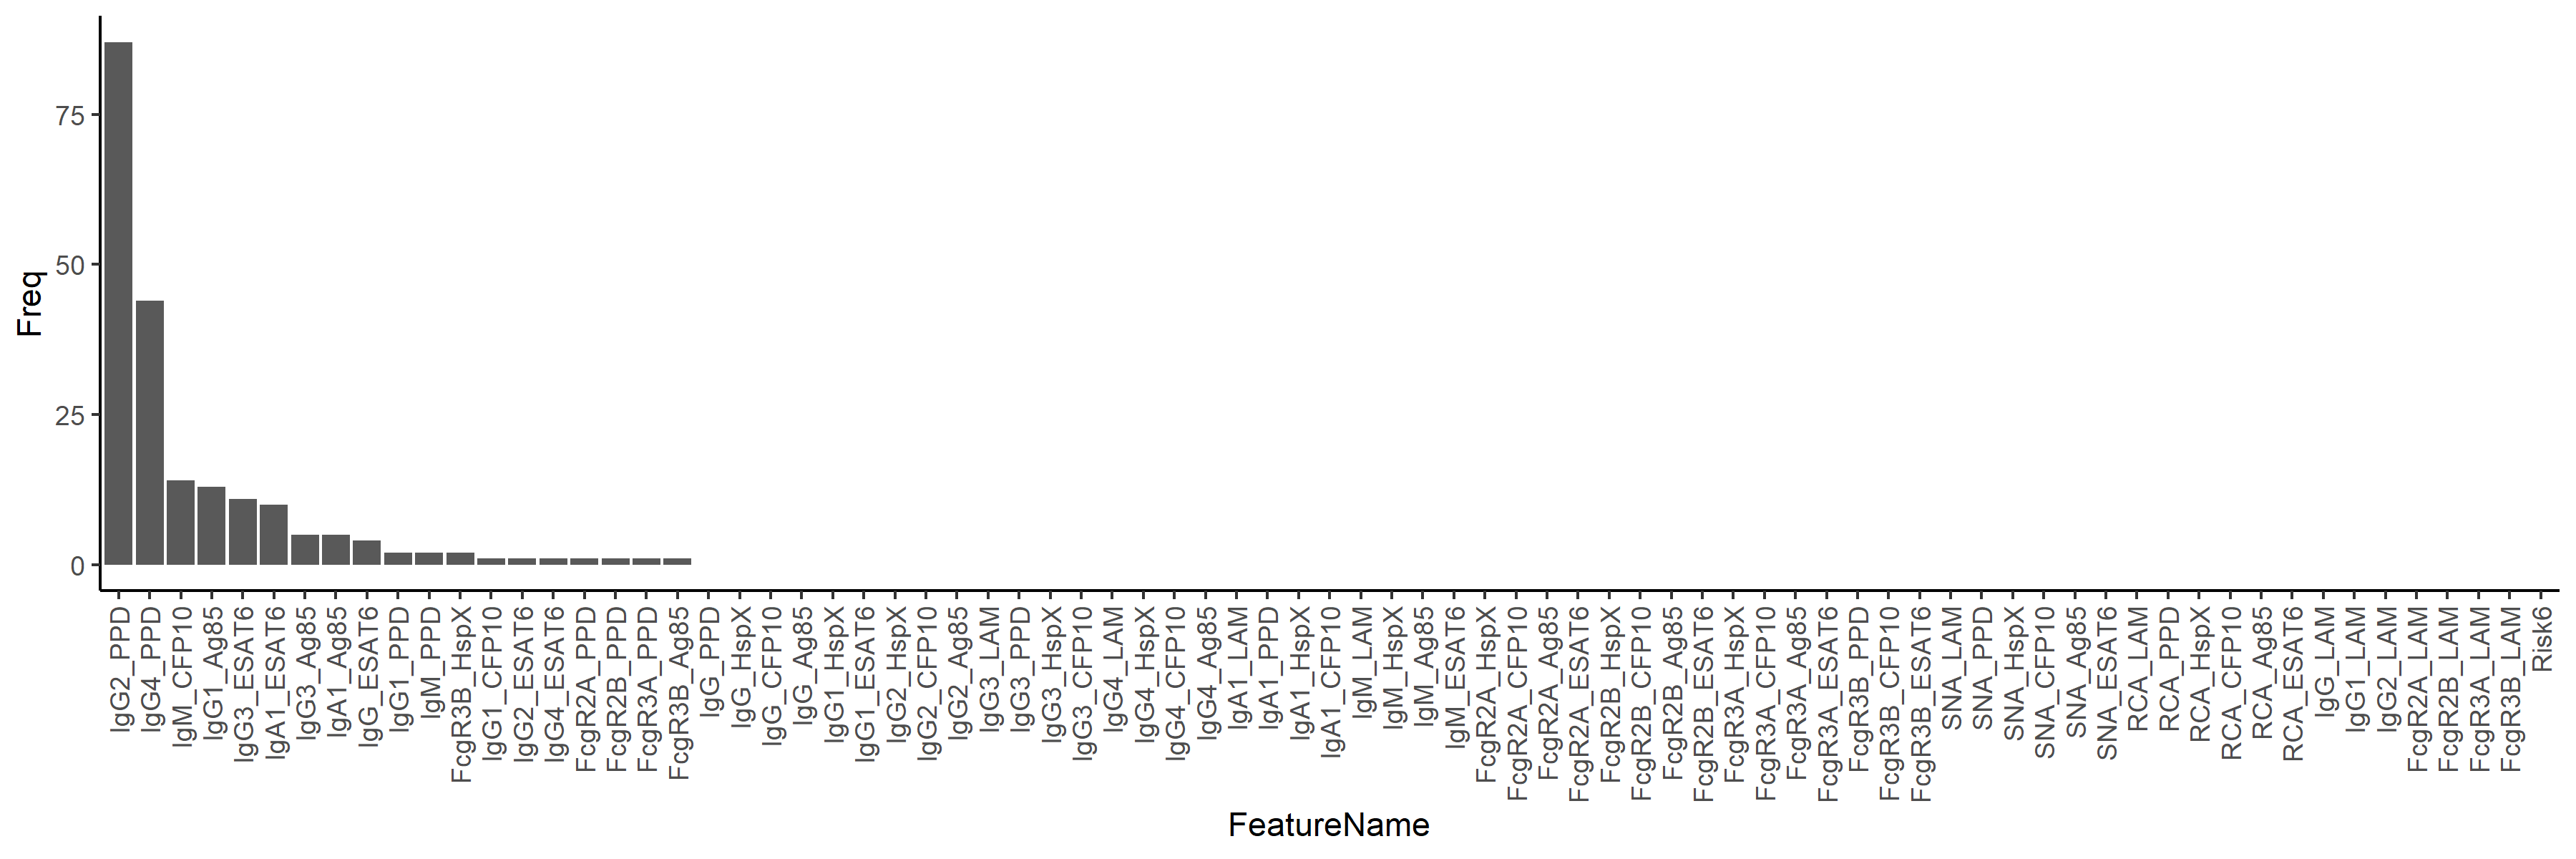 Freq
75
50
25
0
IgG2_PPD
IgG4_PPD
IgM_CFP10
IgG1_Ag85
IgG3_ESAT6
IgA1_ESAT6
IgG3_Ag85
IgA1_Ag85
IgG_ESAT6
IgG1_PPD
IgM_PPD
FcgR3B_HspX
IgG1_CFP10
IgG2_ESAT6
IgG4_ESAT6
FcgR2A_PPD
FcgR2B_PPD
FcgR3A_PPD
FcgR3B_Ag85
IgG_PPD
IgG_HspX
IgG_CFP10
IgG_Ag85
IgG1_HspX
IgG1_ESAT6
IgG2_HspX
IgG2_CFP10
IgG2_Ag85
IgG3_LAM
IgG3_PPD
IgG3_HspX
IgG3_CFP10
IgG4_LAM
IgG4_HspX
IgG4_CFP10
IgG4_Ag85
IgA1_LAM
IgA1_PPD
IgA1_HspX
IgA1_CFP10
IgM_LAM
IgM_HspX
IgM_Ag85
IgM_ESAT6
FcgR2A_HspX
FcgR2A_CFP10
FcgR2A_Ag85
FcgR2A_ESAT6
FcgR2B_HspX
FcgR2B_CFP10
FcgR2B_Ag85
FcgR2B_ESAT6
FcgR3A_HspX
FcgR3A_CFP10
FcgR3A_Ag85
FcgR3A_ESAT6
FcgR3B_PPD
FcgR3B_CFP10
FcgR3B_ESAT6
SNA_LAM
SNA_PPD
SNA_HspX
SNA_CFP10
SNA_Ag85
SNA_ESAT6
RCA_LAM
RCA_PPD
RCA_HspX
RCA_CFP10
RCA_Ag85
RCA_ESAT6
IgG_LAM
IgG1_LAM
IgG2_LAM
FcgR2A_LAM
FcgR2B_LAM
FcgR3A_LAM
FcgR3B_LAM
Risk6
FeatureName